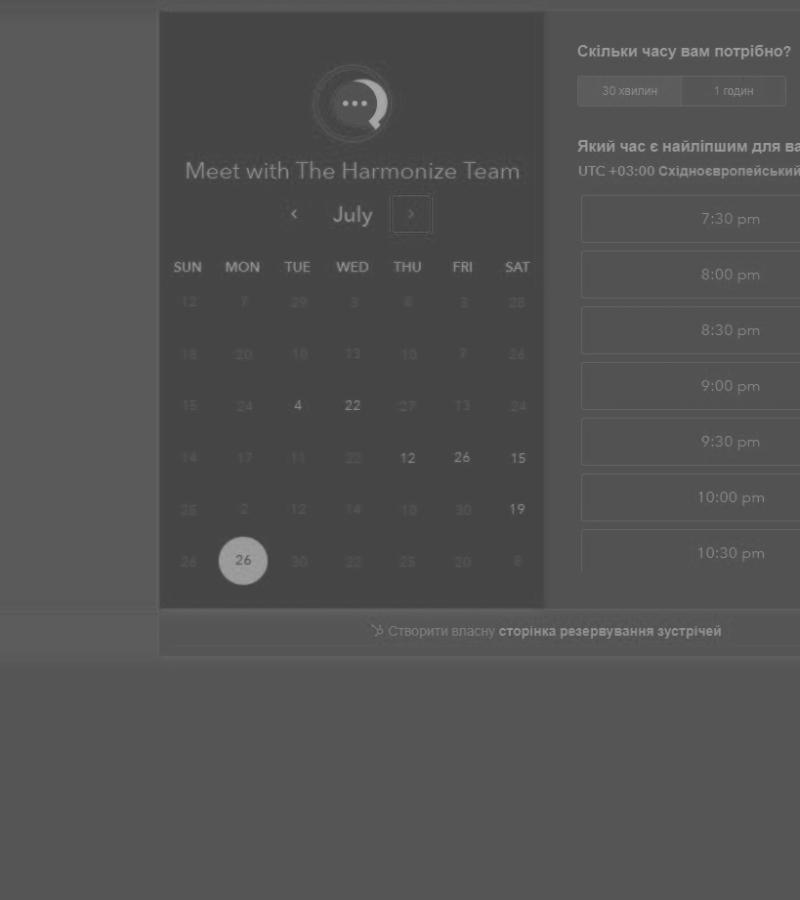 Meet with The Harmonize Team
July
SUN MON TUE WED THU FRI SAT
12 7 29 3 3 28
18 20 10 13 10 7 26
15 24 4 22 27 13 24
14 17 11 22 12 26 15
25 2 12 14 10 30 19
26 26 30 22 25 20
Скільки часу вам потрібно?
30 хвилин 1 годин
Який час є найліпшим для
UTC +03:00 Східноєвропейський
7:30 pm
8:00 pm
8:30 pm
9:00 pm
9:30 pm
10:00 pm
10:30 pm
Створити власну сторінка резервування зустрічей